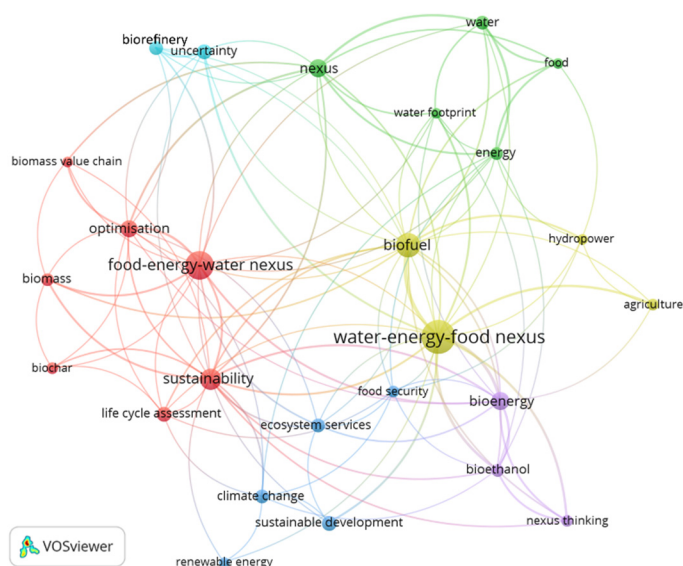 water
biorefinery
uncertainty
food
nexus
water footprint
energy
biomass value chain
optimisation
biofuel
hydropower
food-energy-water nexus
biomass
agriculture
water-energy-food nexus
biochar
sustainability
food security
bioenergy
life cycle assessment
ecosystem services
bioethanol
climate change
sustainable development
nexus thinking
VOSviewer
renewable energy